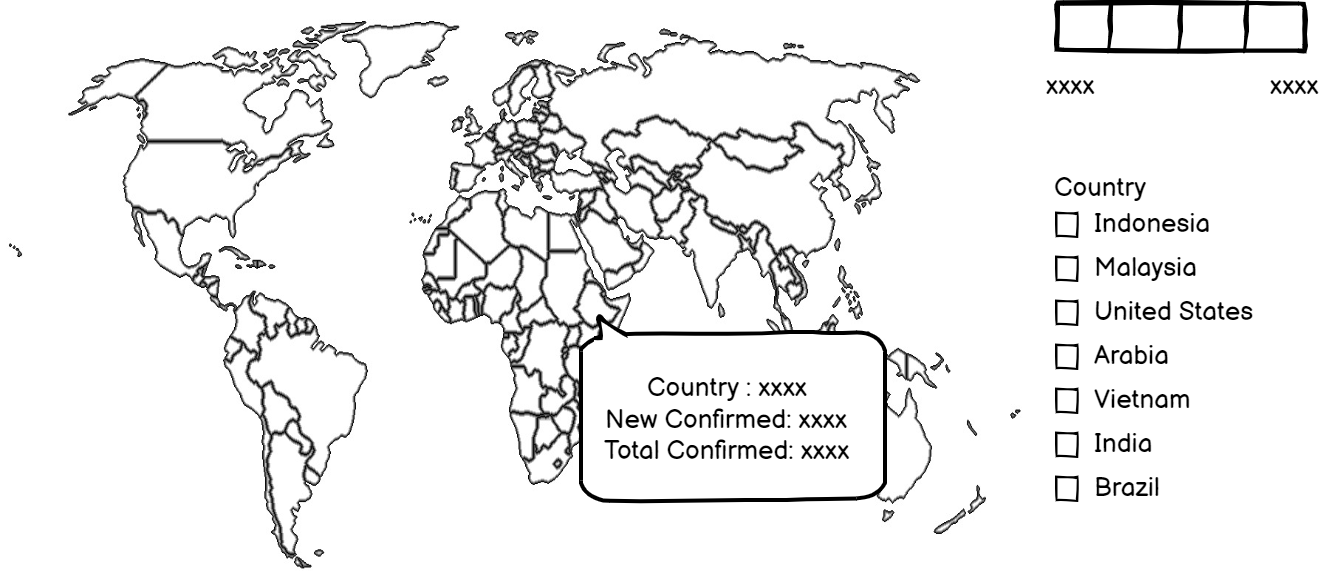 xxxx xxxx
Country
Indonesia
Malaysia
United States
Arabia
Vietnam
India
Brazil
Country : xxxx
New Confirmed: xxxx
Total Confirmed: xxxx